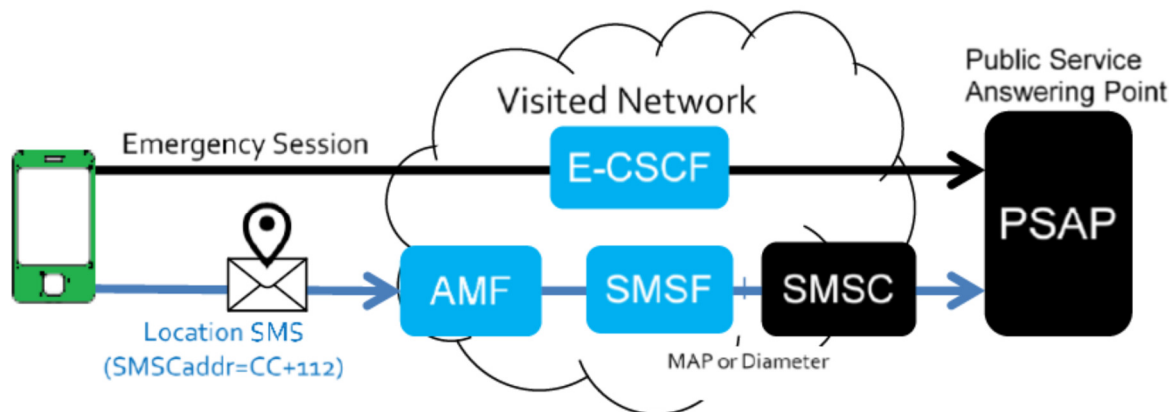 Public Service
Answering Point
Visited Network
Emergency Session
E-CSCF
PSAP
AMF
SMSF
SMSC
Location SMS
(SMSCaddr=CC+112)
MAP or Diameter